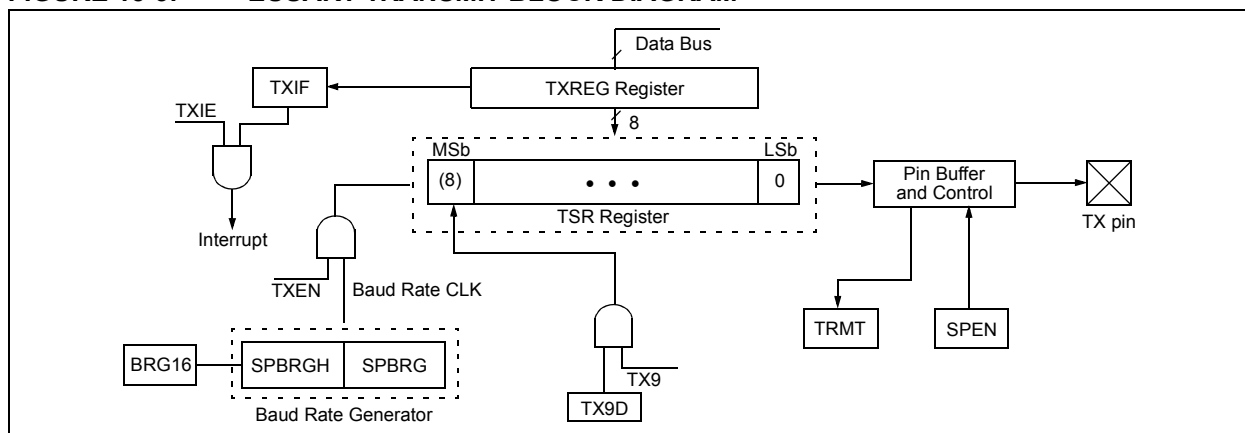 Data Bus
TXIF
TXREG Register
TXIE
8
MSb
LSb
(8)
• • •
0
TSR Register
Pin Buffer
and Control
TX pin
Interrupt
TXEN
Baud Rate CLK
TRMT
SPEN
BRG16
SPBRGH
SPBRG
TX9
TX9D
Baud Rate Generator